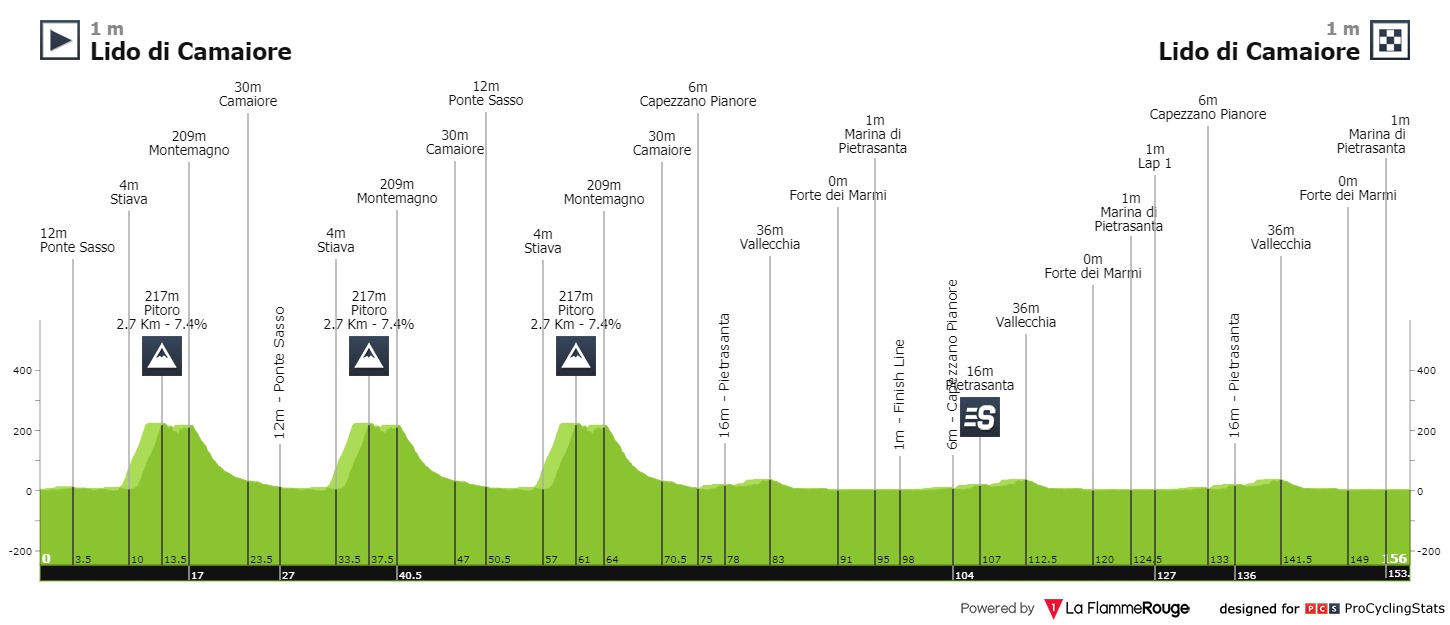 1 m
Lido di Camaiore
1 m
Lido di Camaiore
12m
Ponte Sasso
4m
Stiava
217m
Pitoro
2.7 Km - 7.4%
209m
Montemagno
30m
Camaiore
12m - Ponte Sasso
4m
Stiava
217m
Pitoro
2.7 Km - 7.4%
209m
Montemagno
30m
Camaiore
12m
Ponte Sasso
4m
Stiava
217m
Pitoro
2.7 Km - 7.4%
209m
Montemagno
30m
Camaiore
6m
Capezzano Pianore
16m - Pietrasanta
36m
Vallecchia
0m
Forte dei Marmi
1m
Marina di
Pietrasanta
1m - Finish Line
6m - Capezzano Pianore
16m
Pietrasanta
S
36m
Vallecchia
0m
Forte dei Marmi
1m
Marina di
Pietrasanta
1m
Lap 1
6m
Capezzano Pianore
16m - Pietrasanta
36m
Vallecchia
0m
Forte dei Marmi
1m
Marina di
Pietrasanta
400
200
0
-200
400
200
0
-200
0 3.5 10 13.5 23.5 33.5 37.5 47 50.5 57 61 64 70.5 75 78 83 91 95 98 107 112.5 120 124.5 133 141.5 149 156
17 27 40.5 104 127 136 153.
Powered by 1 La FlammeRouge designed for PCS ProCyclingStats